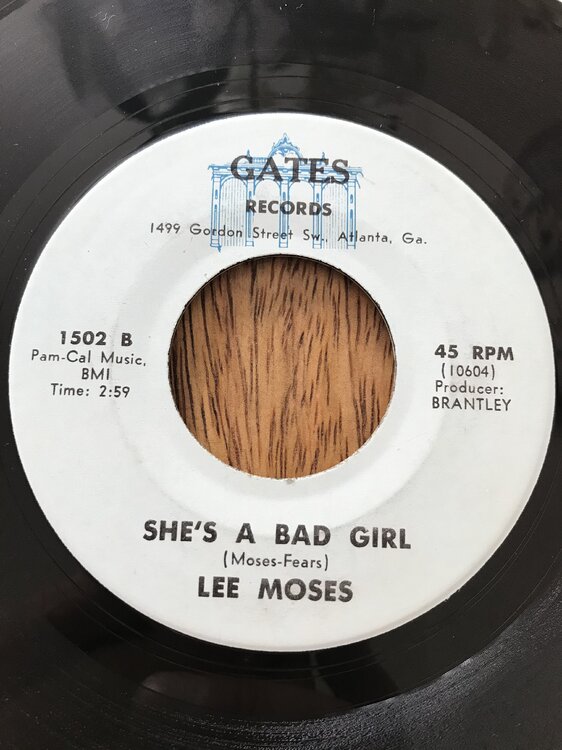 GATES
RECORDS
1499 Gordon Street Sw., Atlanta, Ga.
1502 B
Pam-Cal Music,
BMI
Time: 2:59
45 RPM
(10604)
Producer:
BRANTLEY
SHE'S A BAD GIRL
(Moses-Fears)
LEE MOSES